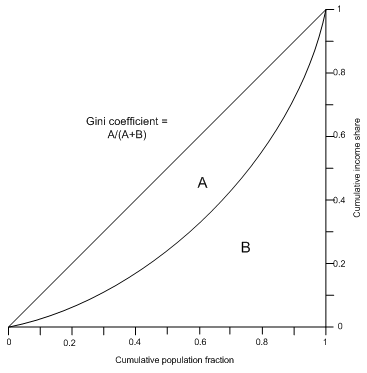 Gini coefficient =
A/(A+B)
A
B
1
0.8
0.6
0.4
0.2
0
Cumulative income share
0
0.2
0.4
0.6
0.8
1
Cumulative population fraction